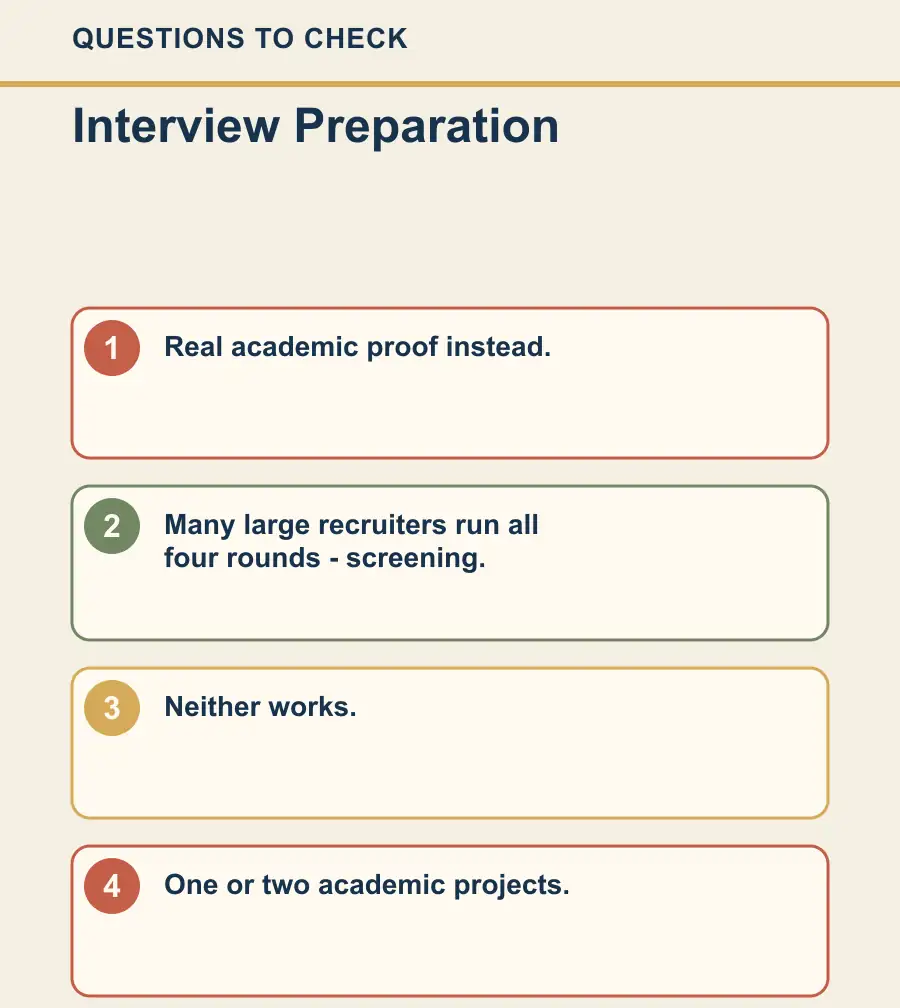 QUESTIONS TO CHECK
Interview Preparation
1
Real academic proof instead.
2
Many large recruiters run all
four rounds - screening.
3
Neither works.
4
One or two academic projects.